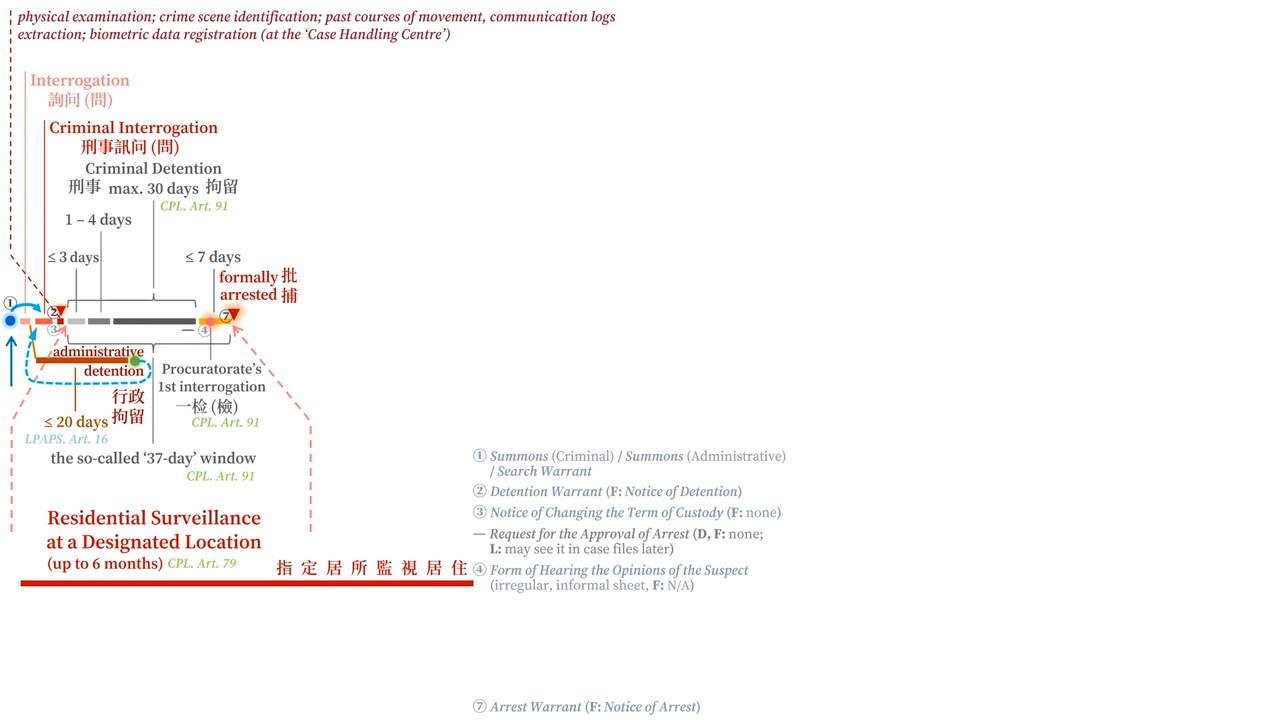 physical examination; crime scene identification; past courses of movement, communication logs
extraction; biometric data registration (at the ‘Case Handling Centre’)
Interrogation
詢问 (問)
Criminal Interrogation
刑事訊问 (問)
Criminal Detention
刑事 max. 30 days 拘留
CPL. Art. 91
1 – 4 days
≤ 3 days
≤ 7 days
formally 批
arrested 捕
①
②
⑦
③
— ④
administrative
detention
行政
拘留
≤ 20 days
LPAPS. Art. 16
Procuratorate’s
1st interrogation
一检 (檢)
CPL. Art. 91
the so-called ‘37-day’ window
CPL. Art. 91
Residential Surveillance
at a Designated Location
(up to 6 months) CPL. Art. 79
指定居所監視居住
① Summons (Criminal) / Summons (Administrative)
/ Search Warrant
② Detention Warrant (F: Notice of Detention)
③ Notice of Changing the Term of Custody (F: none)
— Request for the Approval of Arrest (D, F: none;
L: may see it in case files later)
④ Form of Hearing the Opinions of the Suspect
(irregular, informal sheet, F: N/A)
⑦ Arrest Warrant (F: Notice of Arrest)